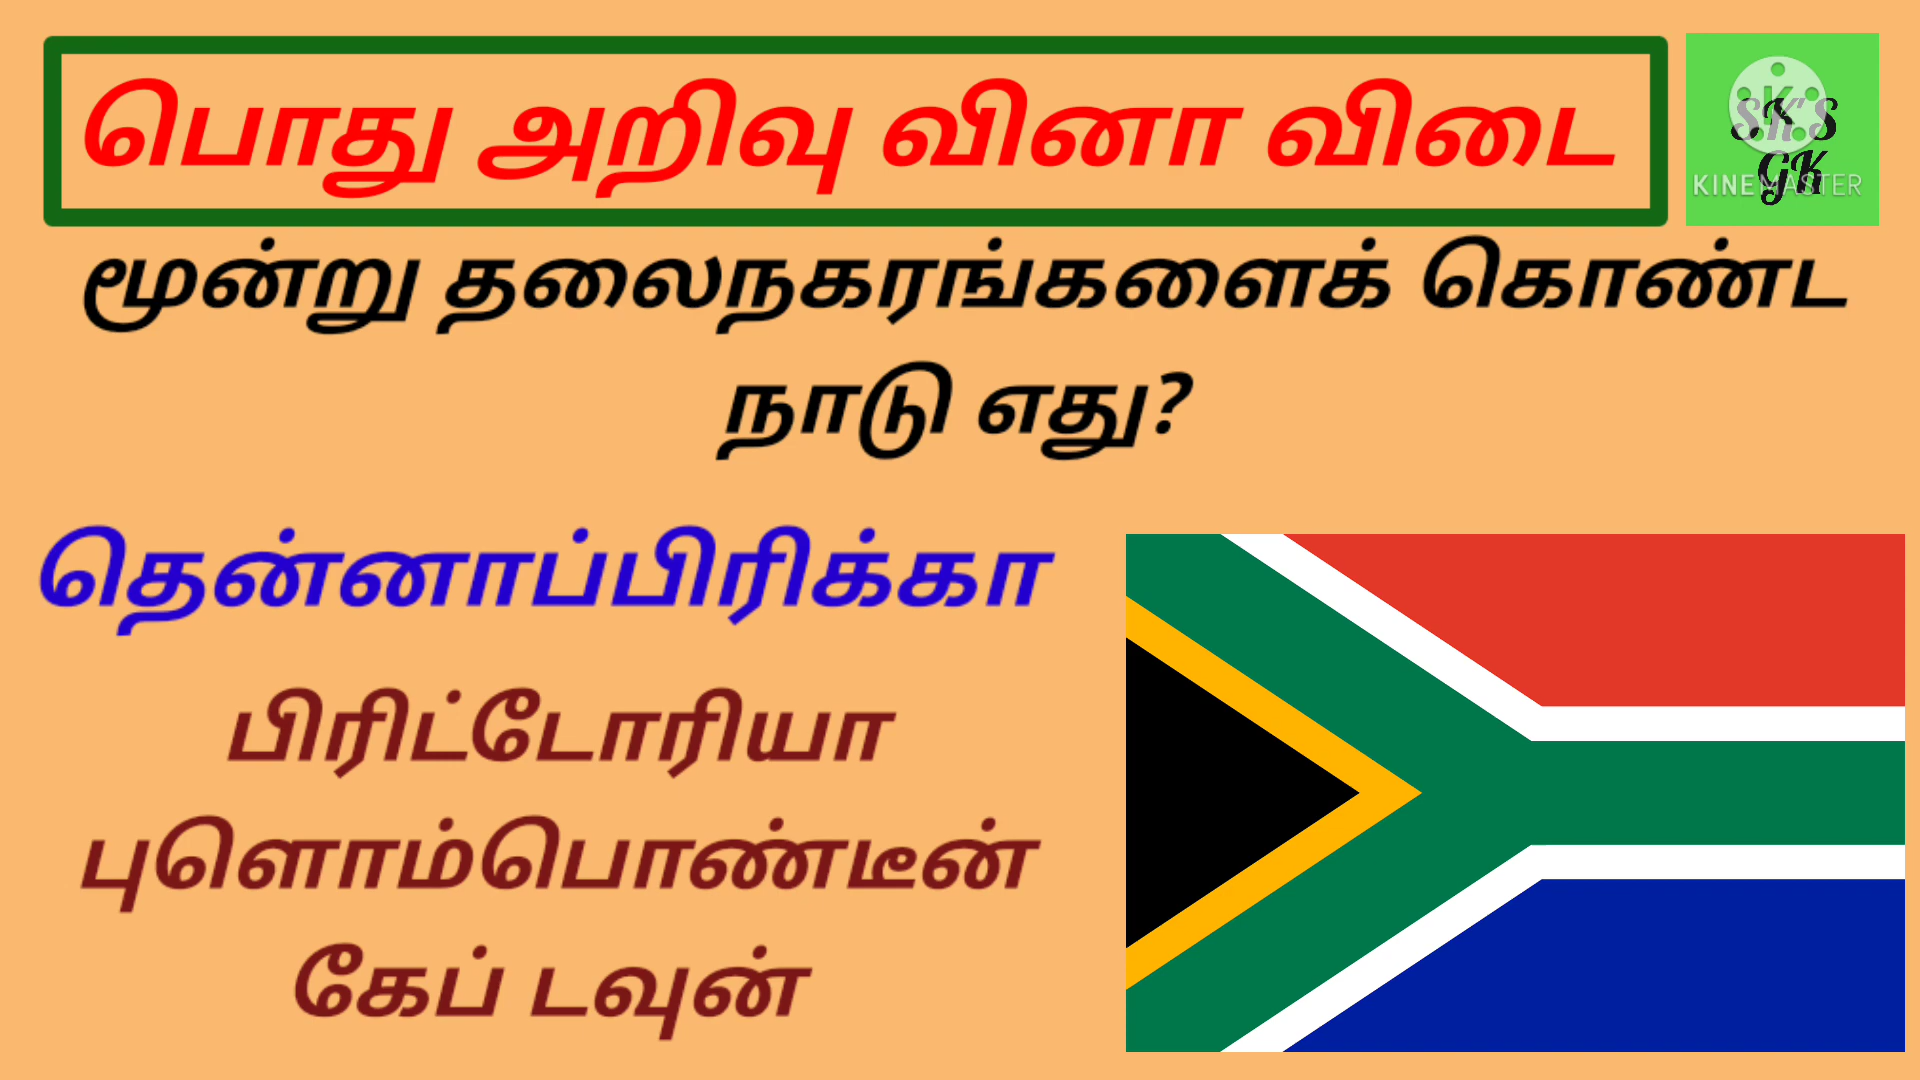 பொது அறிவு வினா விடை
SK'S
GK
KINEMASTER
மூன்று தலைநகரங்களைக் கொண்ட
நாடு எது?
தென்னாப்பிரிக்கா
பிரிட்டோரியா
புளொம்பொண்டீன்
கேப் டவுன்